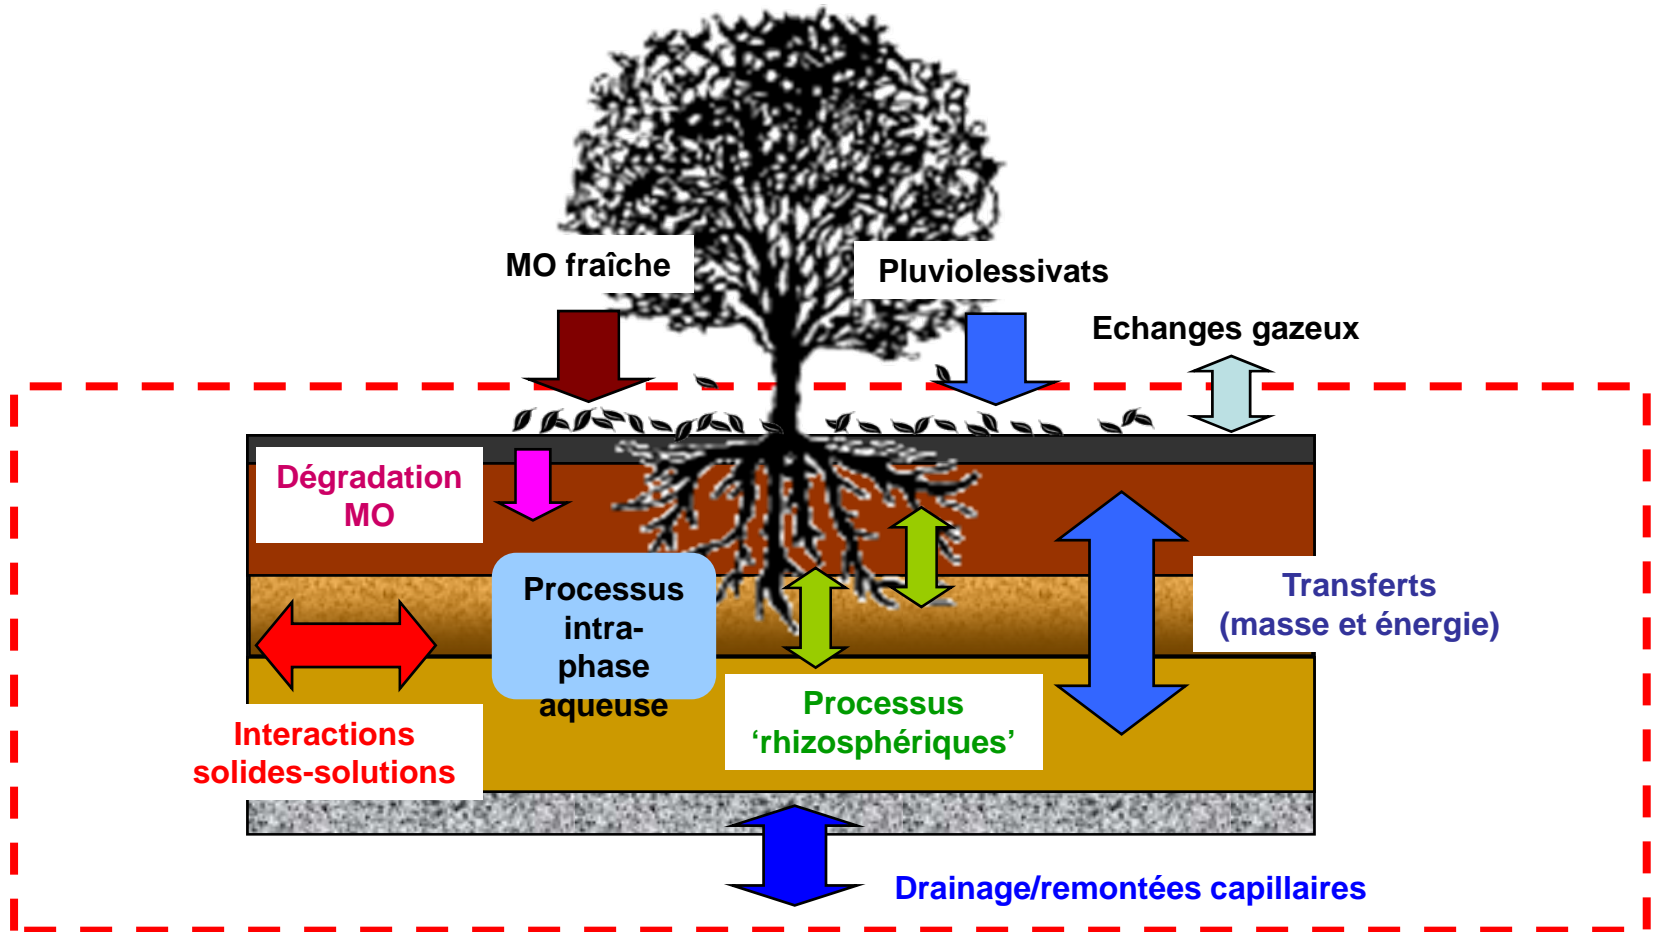 MO fraîche
Pluviolessivats
Echanges gazeux
Dégradation
MO
Processus
intra-
phase
aqueuse
Transferts
(masse et énergie)
Processus
‘rhizosphériques’
Interactions
solides-solutions
Drainage/remontées capillaires